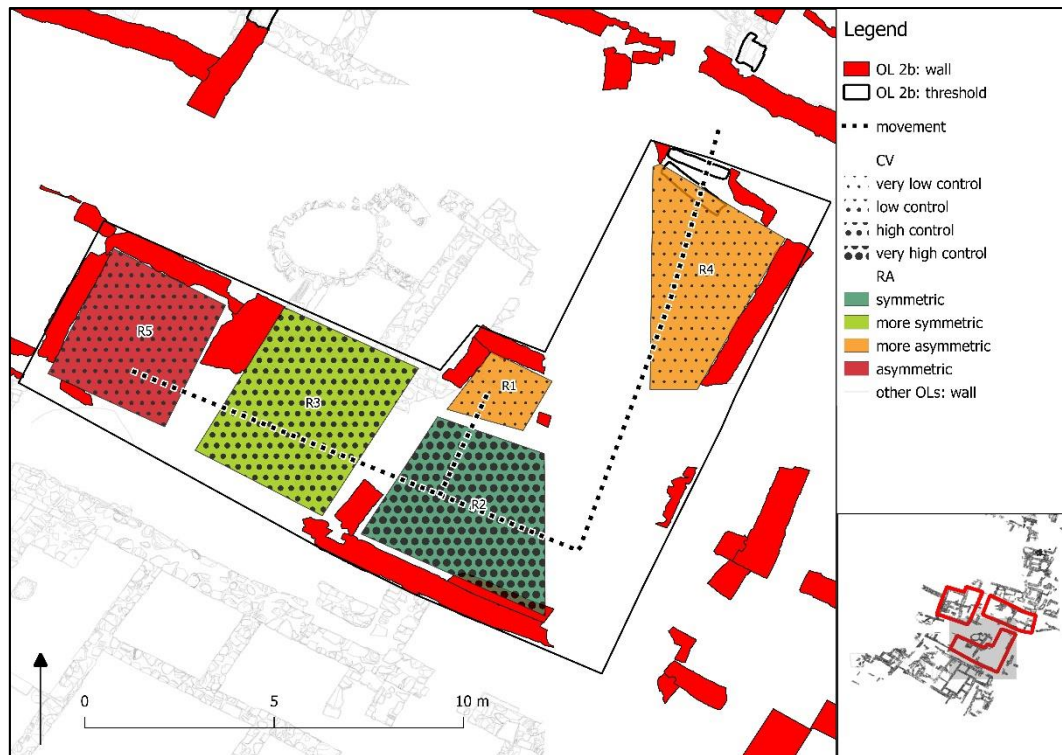 Legend
OL 2b: wall
OL 2b: threshold
movement
CV
very low control
low control
high control
very high control
RA
symmetric
more symmetric
more asymmetric
asymmetric
other OLs: wall
R4
R5
R1
R3
R2
0 5 10 m